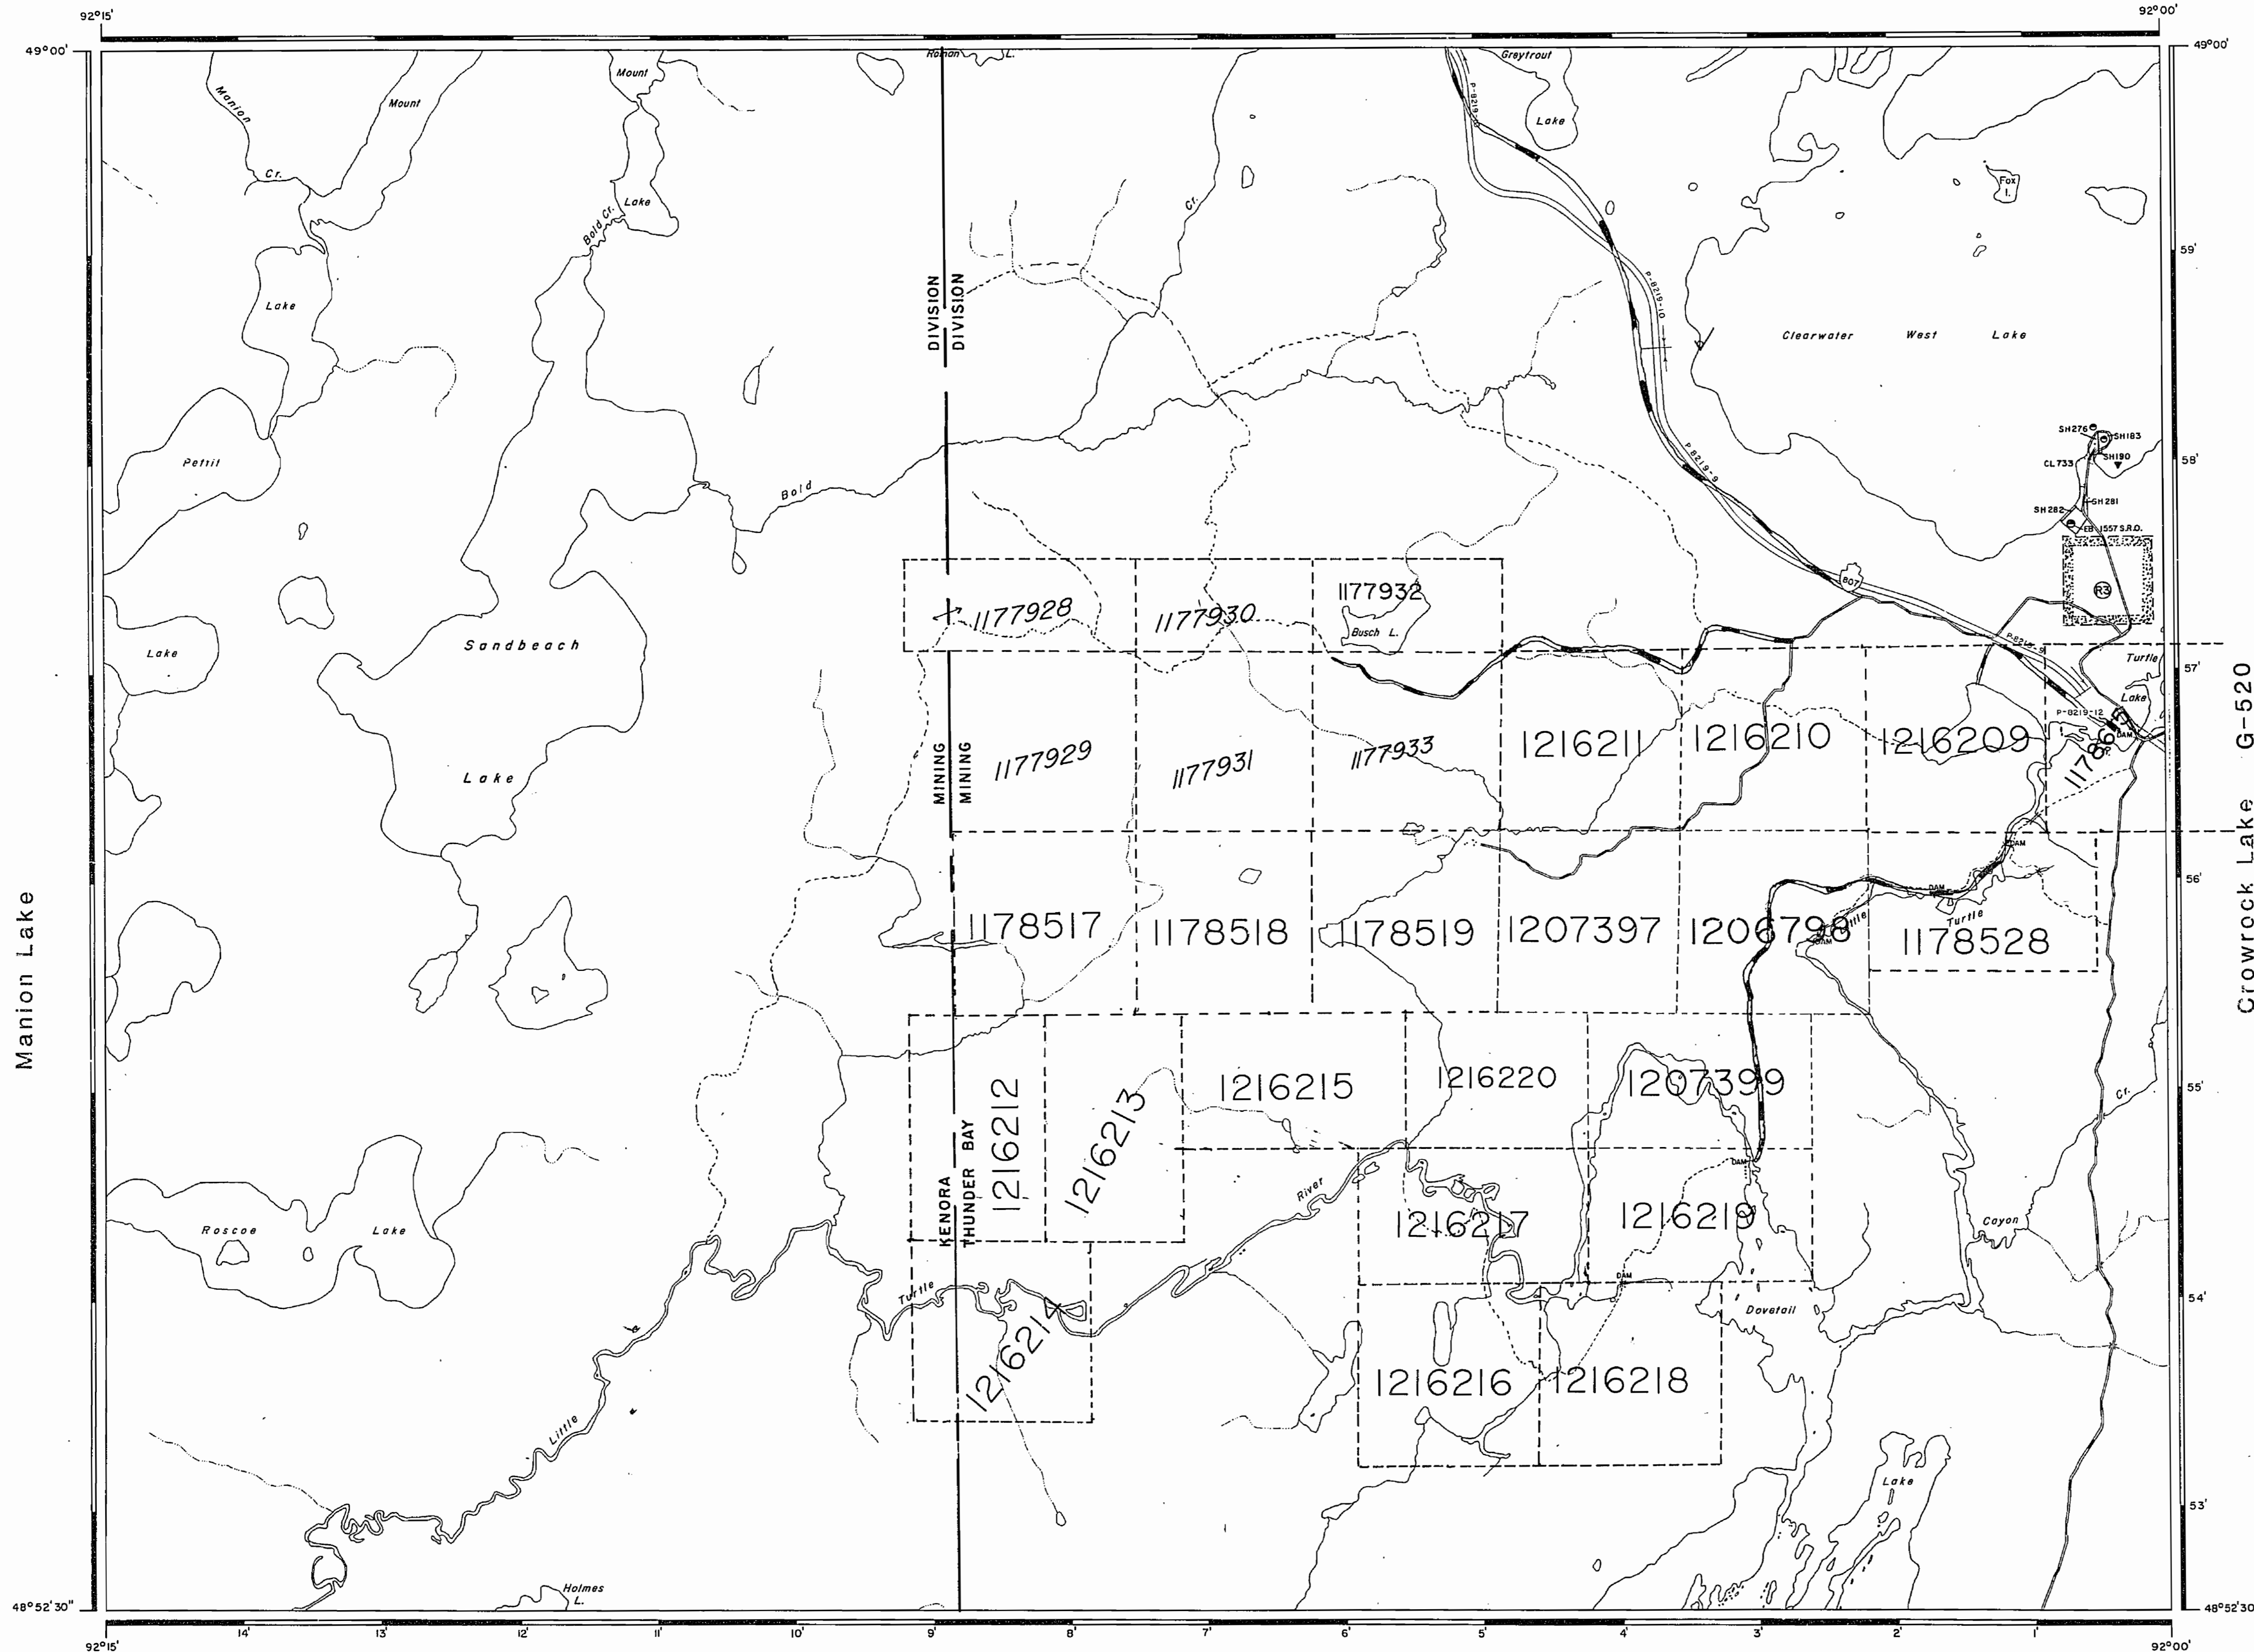 92°15'
92°00'
49°00'
49°00'
Manion
Cr.
Mount
Mount
Lake
Bold Cr.
Roman L.
Greytrout
Lake
P-8219-10
Cr.
Fox
I.
59'
Lake
DIVISION
DIVISION
P-8219-10
Clearwater West Lake
Pettit
Lake
Bold
P-8219-9
SH276
SH183
SH190
CL733
58'
SH281
SH282
EB 1557 S.R.O.
R3
807
1177928
1177930
1177932
Busch L.
Sandbeach
Lake
57'
Turtle
Lake
P-8219-12
DAM
1177929
1177931
1177933
1216211
1216210
1216209
MINING
MINING
Manion Lake
Crowrock Lake G-520
DAM
56'
DAM
1178517
1178518
1178519
1207397
1206798
DAM
Turtle
1178528
1216212
1216213
1216215
1216220
1207399
55'
Cr.
KENORA
THUNDER BAY
DAM
River
1216217
1216219
Cayon
Roscoe Lake
Turtle
DAM
54'
Dovetail
1216214
1216216
1216218
Little
Lake
53'
Holmes
L.
48°52'30"
48°52'30
14' 13' 12' 11' 10' 9' 8' 7' 6' 5' 4' 3' 2' 1'
92°15'
92°00'